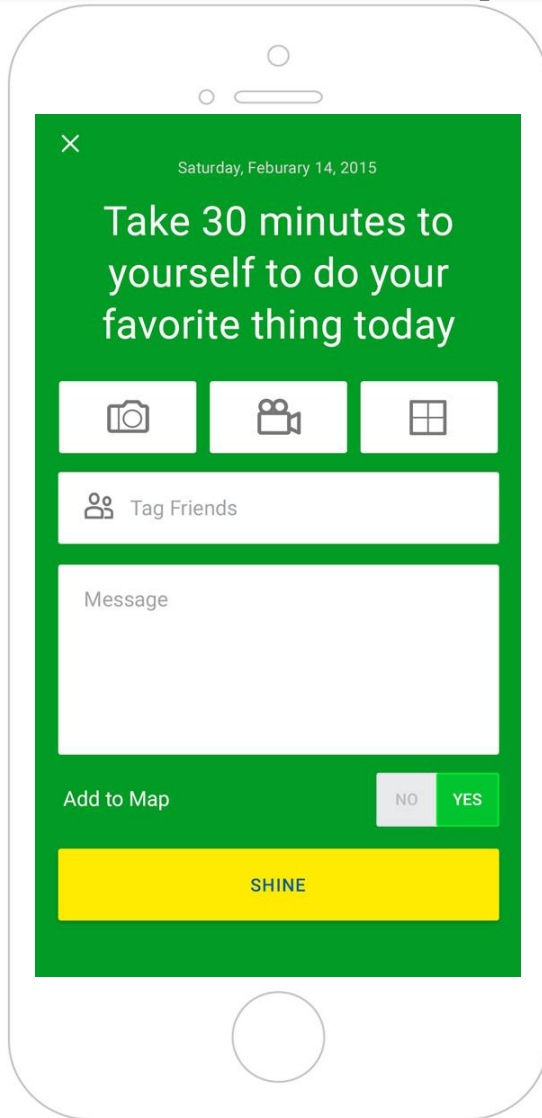 Saturday, Feburary 14, 2015
Take 30 minutes to
yourself to do your
favorite thing today
Tag Friends
Message
Add to Map
NO
YES
SHINE